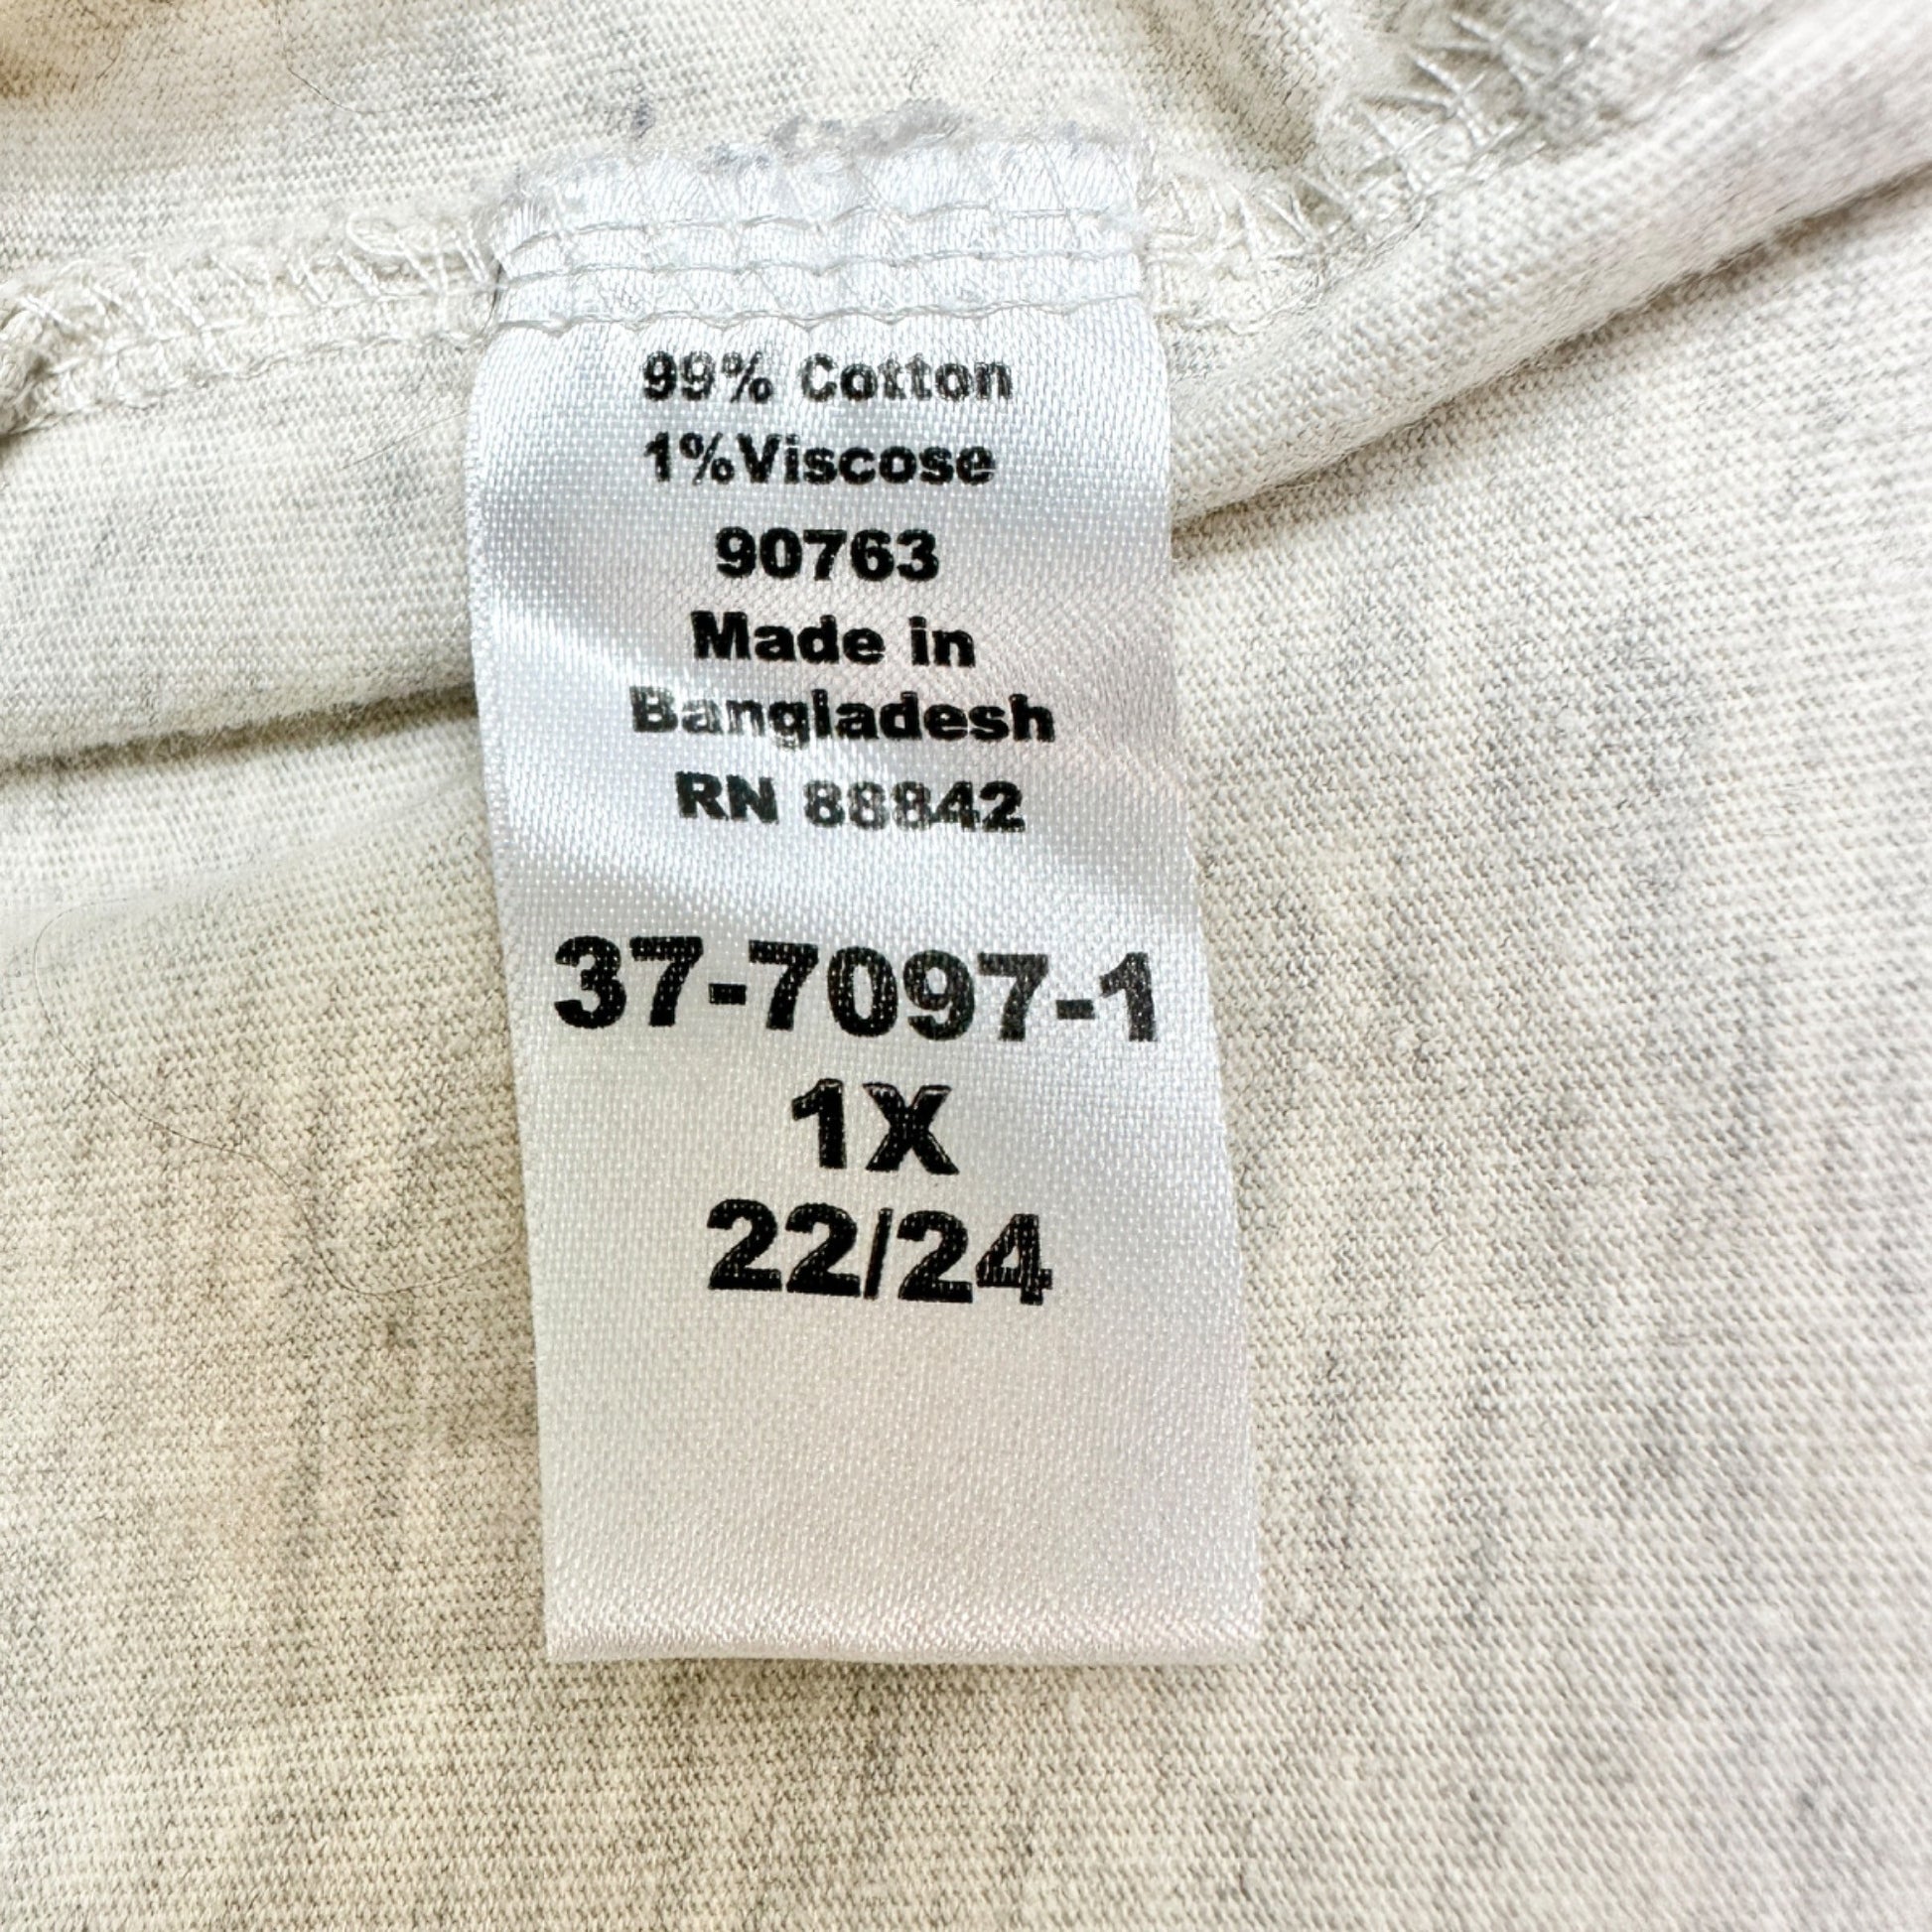 99% Cotton
1%Viscose
90763
Made in
Bangladesh
RN 88842
37-7097-1
1X
22/24